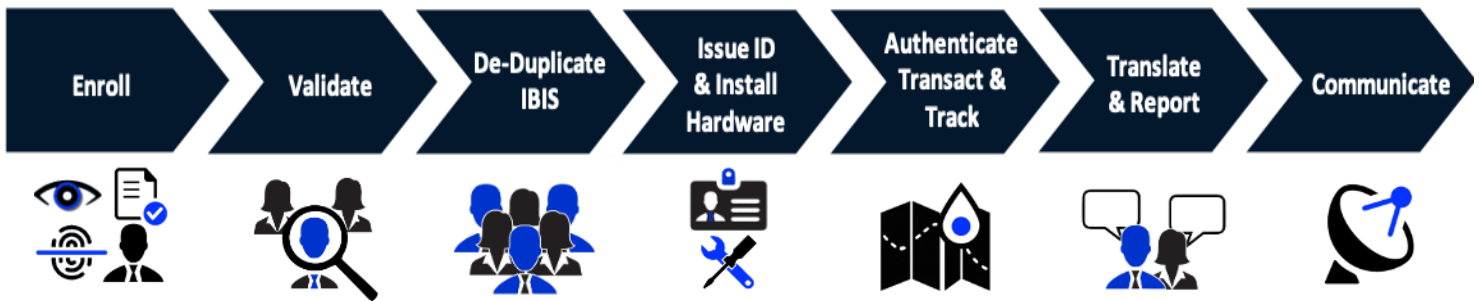 Enroll
Validate
De-Duplicate
IBIS
Issue ID
& Install
Hardware
Authenticate
Transact &
Track
Translate
& Report
Communicate